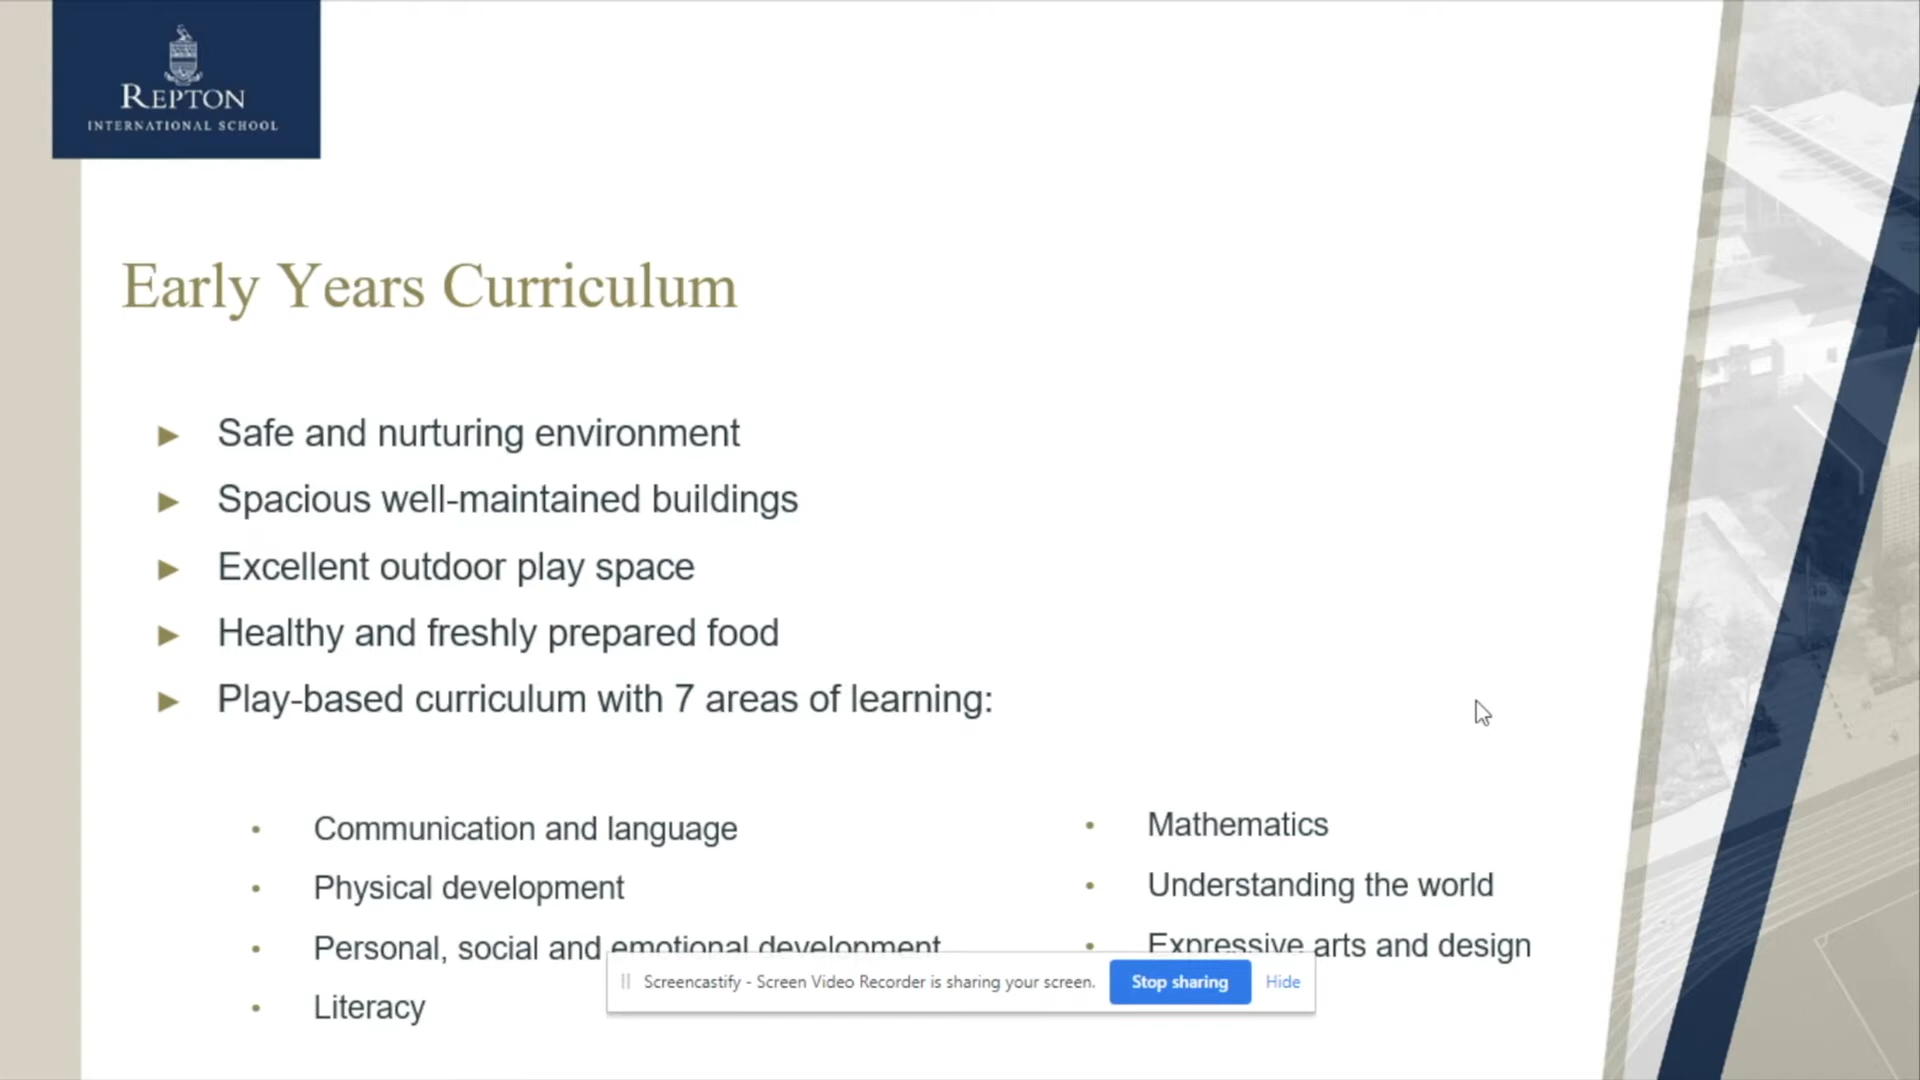 REPTON
INTERNATIONAL SCHOOL
Early Years Curriculum
Safe and nurturing environment
Spacious well-maintained buildings
Excellent outdoor play space
Healthy and freshly prepared food
Play-based curriculum with 7 areas of learning:
Communication and language
Physical development
Personal, social and emotional development
Literacy
Mathematics
Understanding the world
Expressive arts and design
Screencastify - Screen Video Recorder is sharing your screen.
Stop sharing
Hide